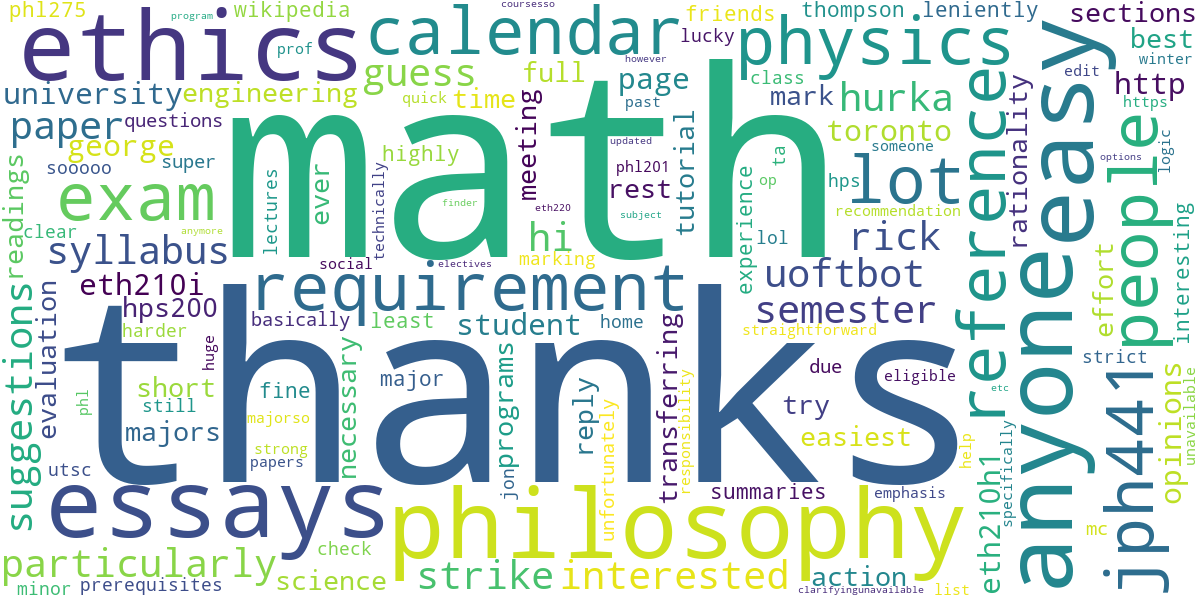 phl275
program
wikipedia
coursesso
friends
thompson
leniently
sections
ethics
prof
calendar
lucky
physics
best
however
winter
guess
full
page
class
edit
university
engineering
quick
time
past
mark
hurka
reference
http
https
paper
questions
george
super
sooooo
math
ever
highly
meeting
updated
phl201
rest
tutorial
toronto
someone
ta
rationality
anyoneeasy
people
options
logic
readings
exam
lectures
technically
finder
eth220
subject
experience
op
hps
lot
recommendation
clear
anymore
syllabus
hi
marking
lol
rick
effort
interesting
social
electives
eth210i
requirement
uoftbot
hps200
suggestions
evaluation
harder
huge
basically
least
student
home
transferring
semester
straightforward
strict
thanks
short
still
fine
major
necessary
programs
reply
due
eligible
etc
jph441
opinions
unavailable
phl
majors
majorso
strong
papers
jon
unfortunately
responsibility
try
easiest
help
specifically
eth210h1
utsc
essays
philosophy
summaries
emphasis
mc
particularly
check
minor
prerequisites
science
strike
interested
action
clarifyingunavailable
list